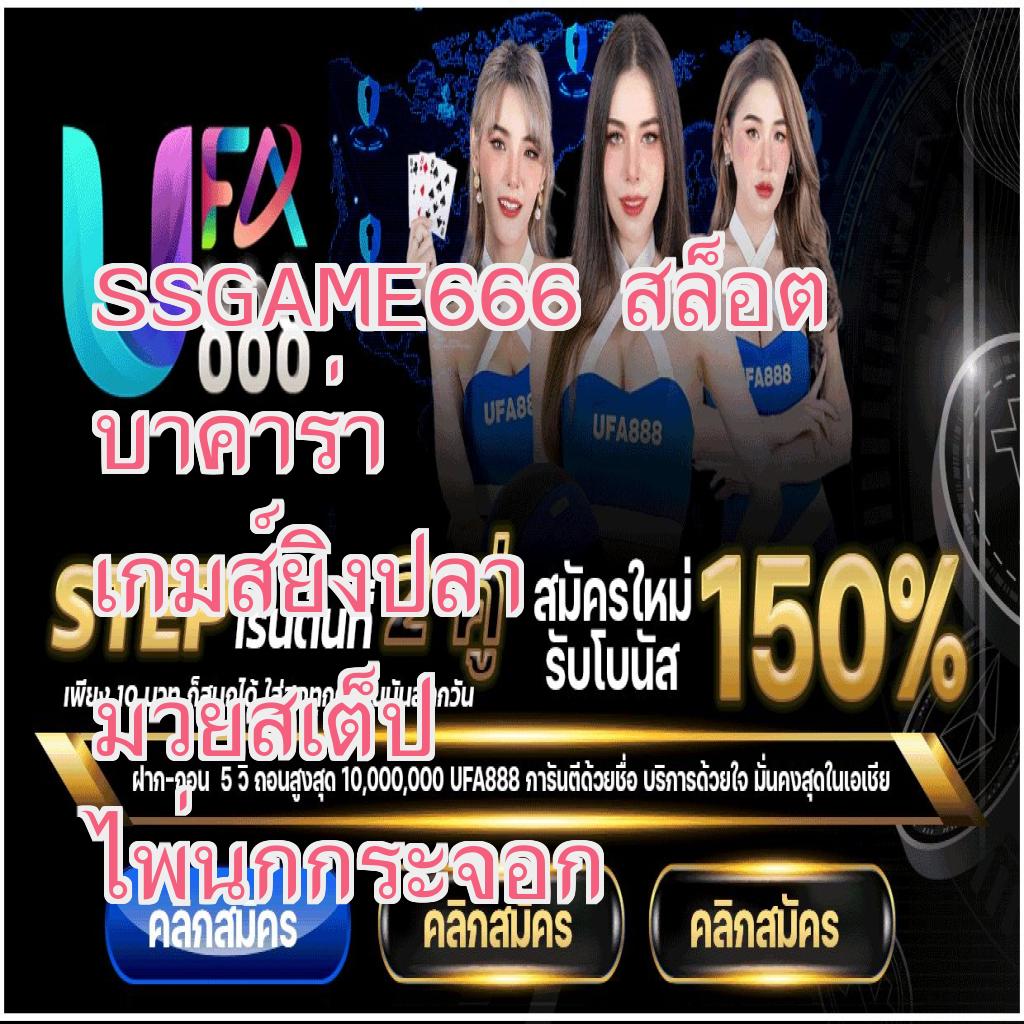 UFA
888
UFA888
UFA888
UFA888
SSGAME666 สล็อต
บาคาร่า
เกมส์ยิงปลา
มวยสเต็ป
ไพ่นกกระจอก
STEP
สมัครใหม่
รับโบนัส
150%
ฝาก-ถอน 5 วิ ถอนสูงสุด 10,000,000 UFA888 การันตีด้วยชื่อ บริการด้วยใจ มั่นคงสุดในเอเชีย
คลิกสมัคร
คลิกสมัคร
คลิกสมัคร